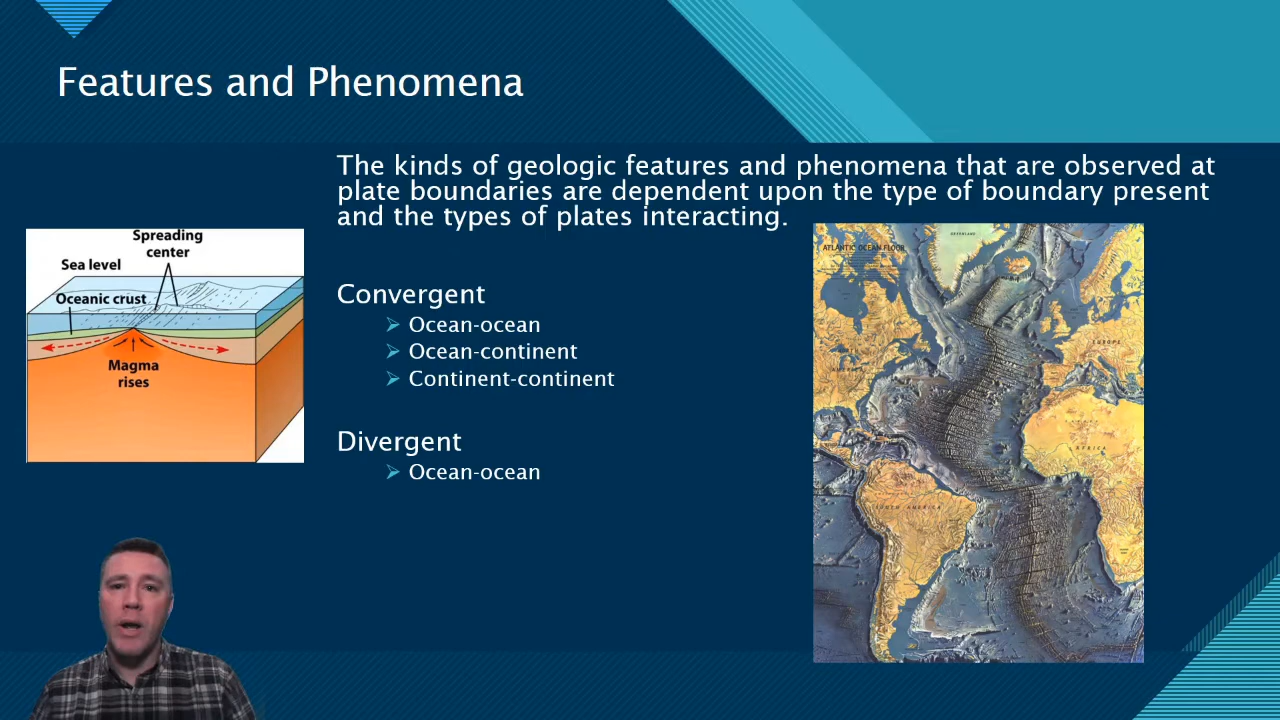 Features and Phenomena
The kinds of geologic features and phenomena that are observed at
plate boundaries are dependent upon the type of boundary present
and the types of plates interacting.
Spreading
center
Sea level
Oceanic crust
Magma
rises
Convergent
Ocean-ocean
Ocean-continent
Continent-continent
Divergent
Ocean-ocean
GREENLAND
ATLANTIC OCEAN FLOOR
EUROPE
AFRICA
SOUTH AMERICA